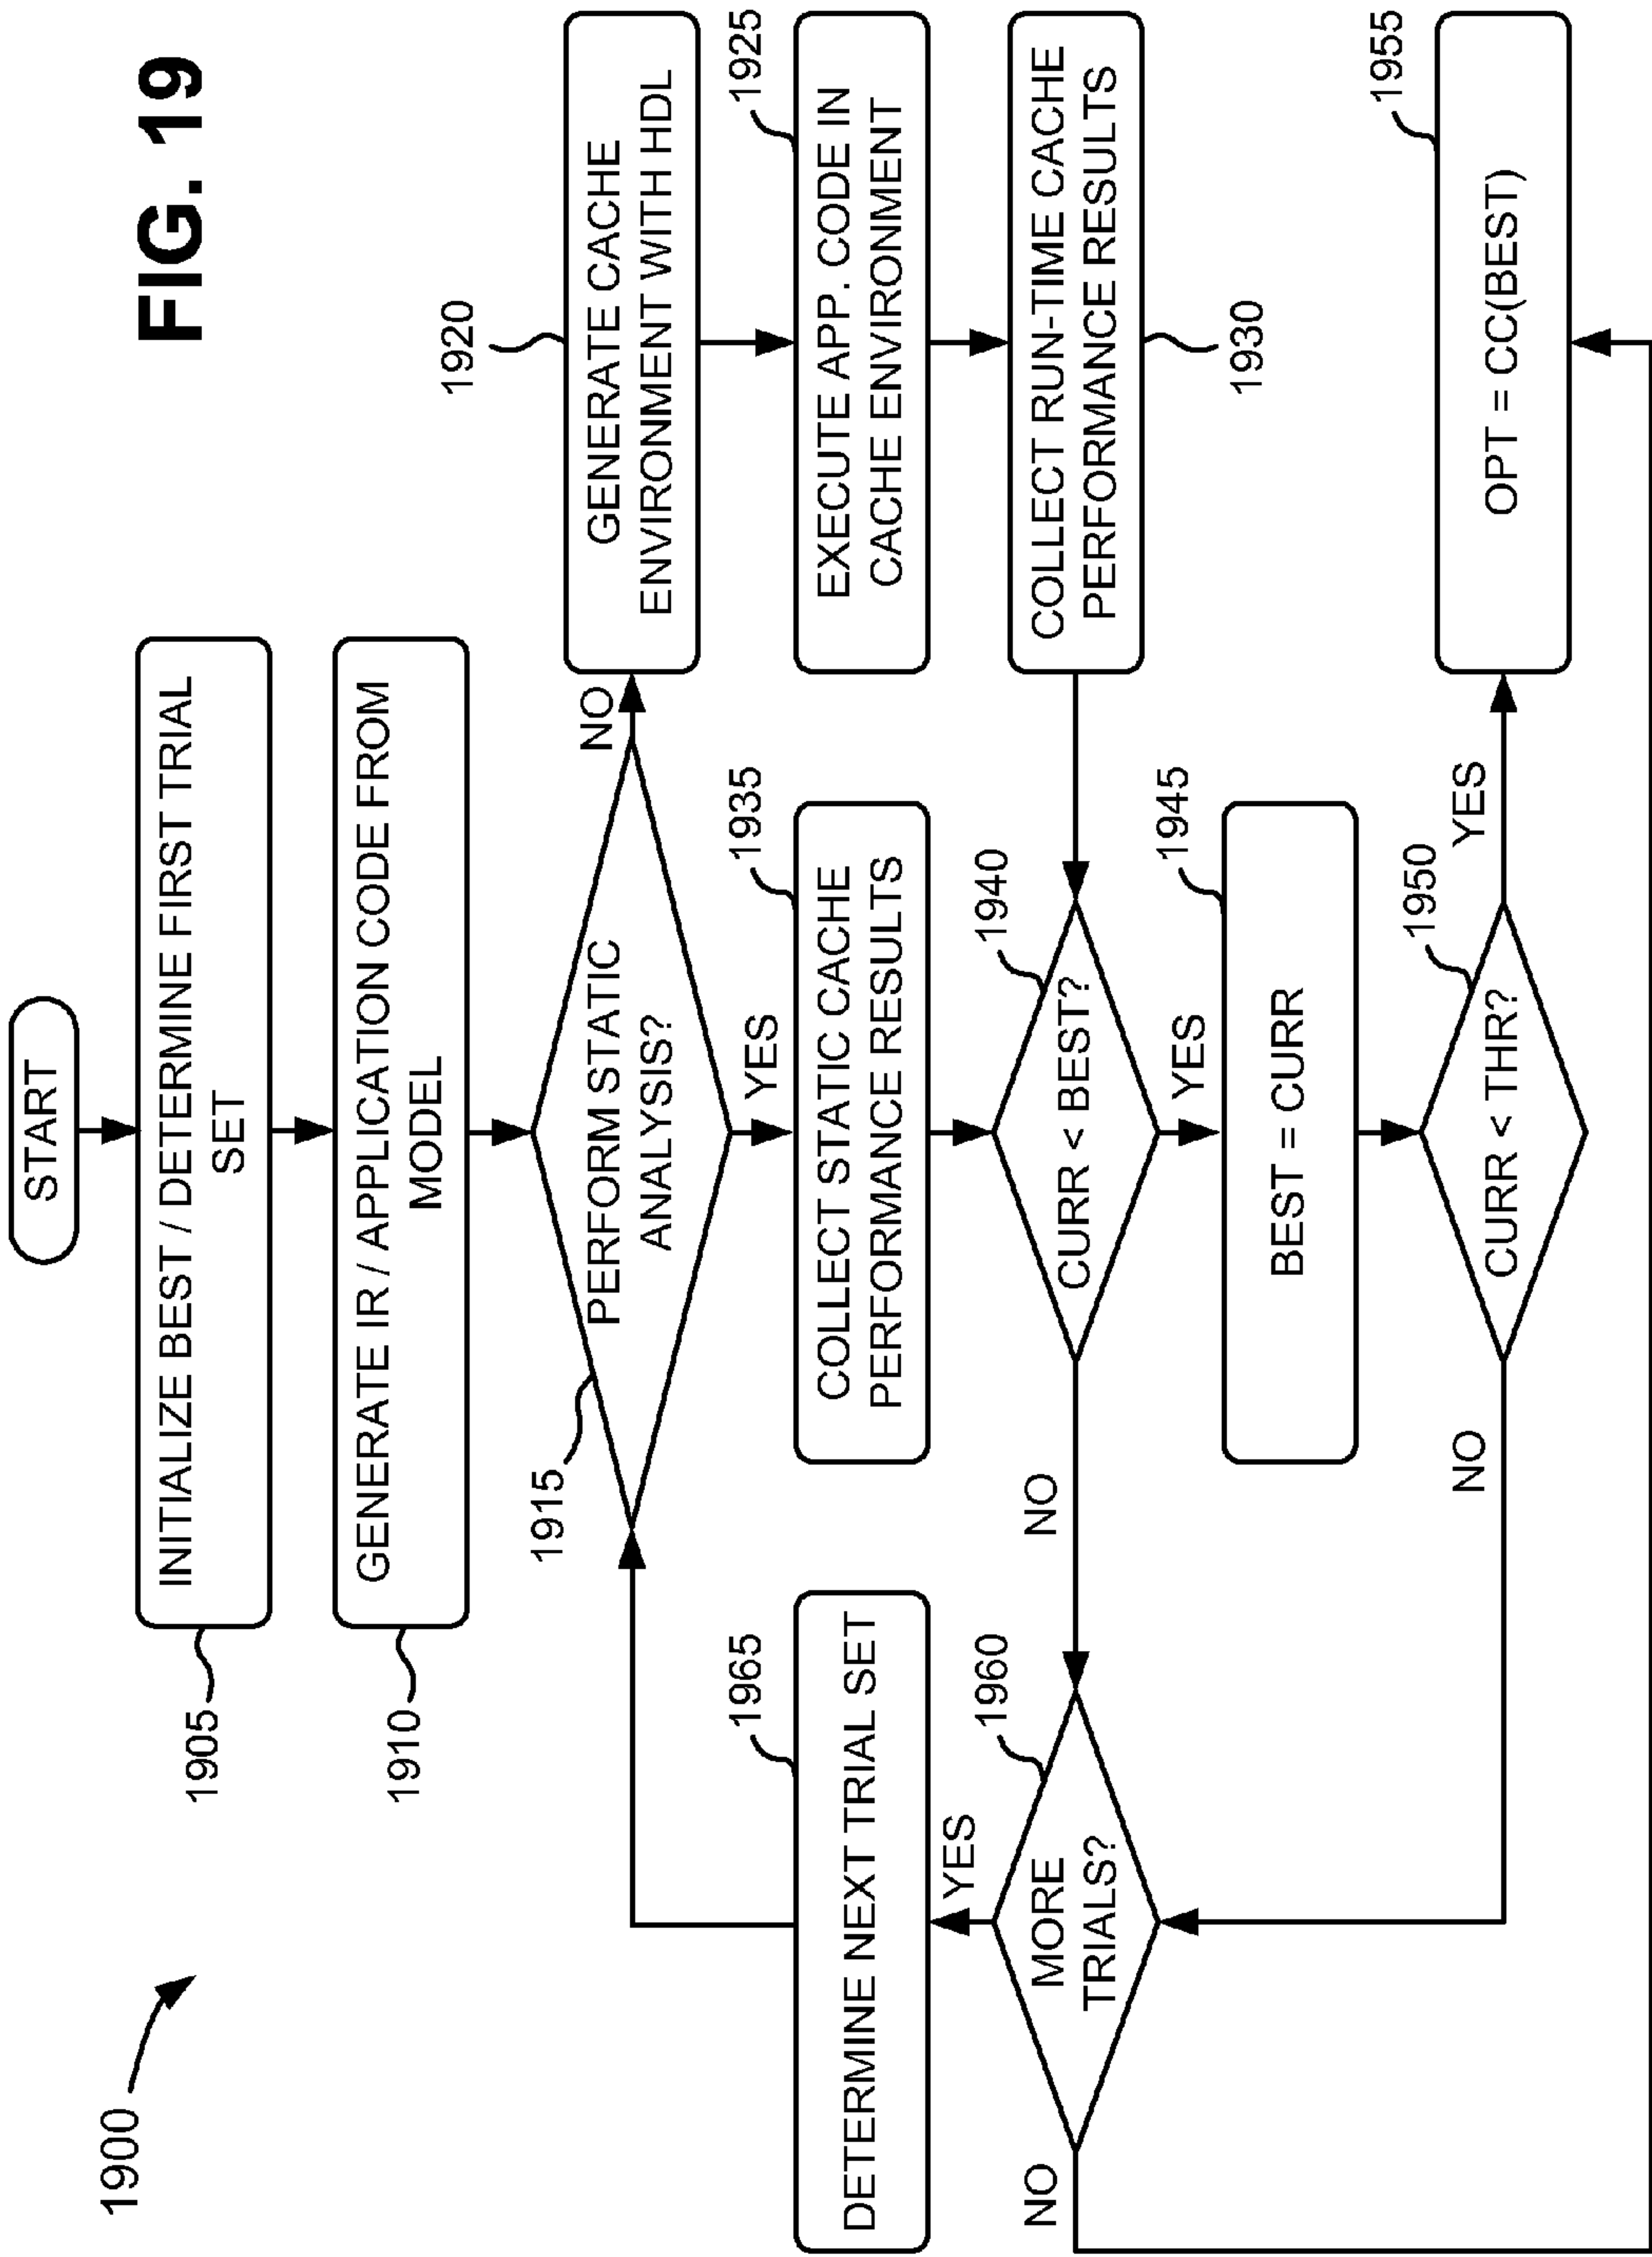 FIG. 19
1900
START
INITIALIZE BEST / DETERMINE FIRST TRIAL
SET
1905
GENERATE IR / APPLICATION CODE FROM
MODEL
1910
PERFORM STATIC
ANALYSIS?
1915
NO
YES
GENERATE CACHE
ENVIRONMENT WITH HDL
1920
EXECUTE APP. CODE IN
CACHE ENVIRONMENT
1925
COLLECT RUN-TIME CACHE
PERFORMANCE RESULTS
1930
COLLECT STATIC CACHE
PERFORMANCE RESULTS
1935
CURR < BEST?
1940
NO
YES
BEST = CURR
1945
CURR < THR?
1950
NO
YES
OPT = CC(BEST)
1955
MORE
TRIALS?
1960
YES
NO
DETERMINE NEXT TRIAL SET
1965